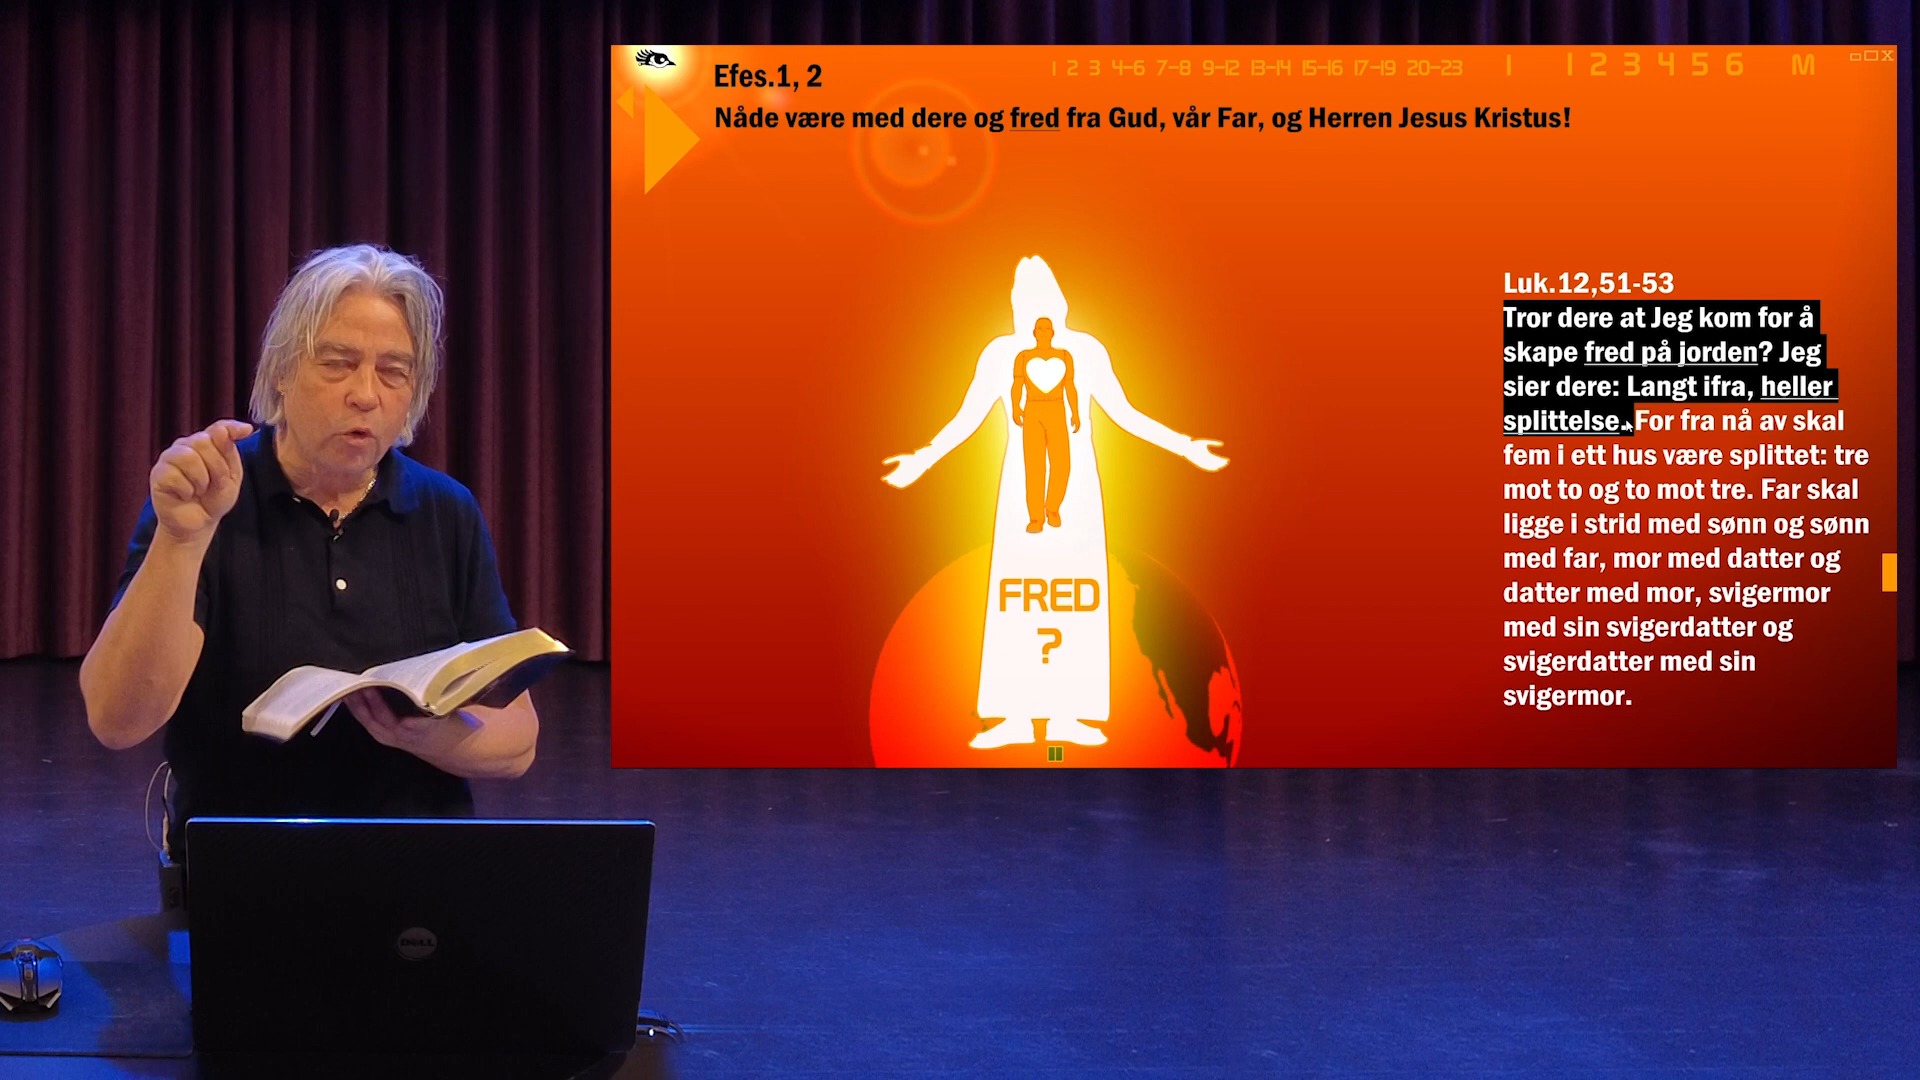 Efes.1, 2
1 2 3 4-6 7-8 9-12 13-14 15-16 17-19 20-23 1 1 2 3 4 5 6 M X
Nåde være med dere og fred fra Gud, vår Far, og Herren Jesus Kristus!
Luk.12,51-53
Tror dere at Jeg kom for å
skape fred på jorden? Jeg
sier dere: Langt ifra, heller
splittelse. For fra nå av skal
fem i ett hus være splittet: tre
mot to og to mot tre. Far skal
ligge i strid med sønn og sønn
med far, mor med datter og
datter med mor, svigermor
med sin svigerdatter og
svigerdatter med sin
svigermor.
FRED
?
DELL